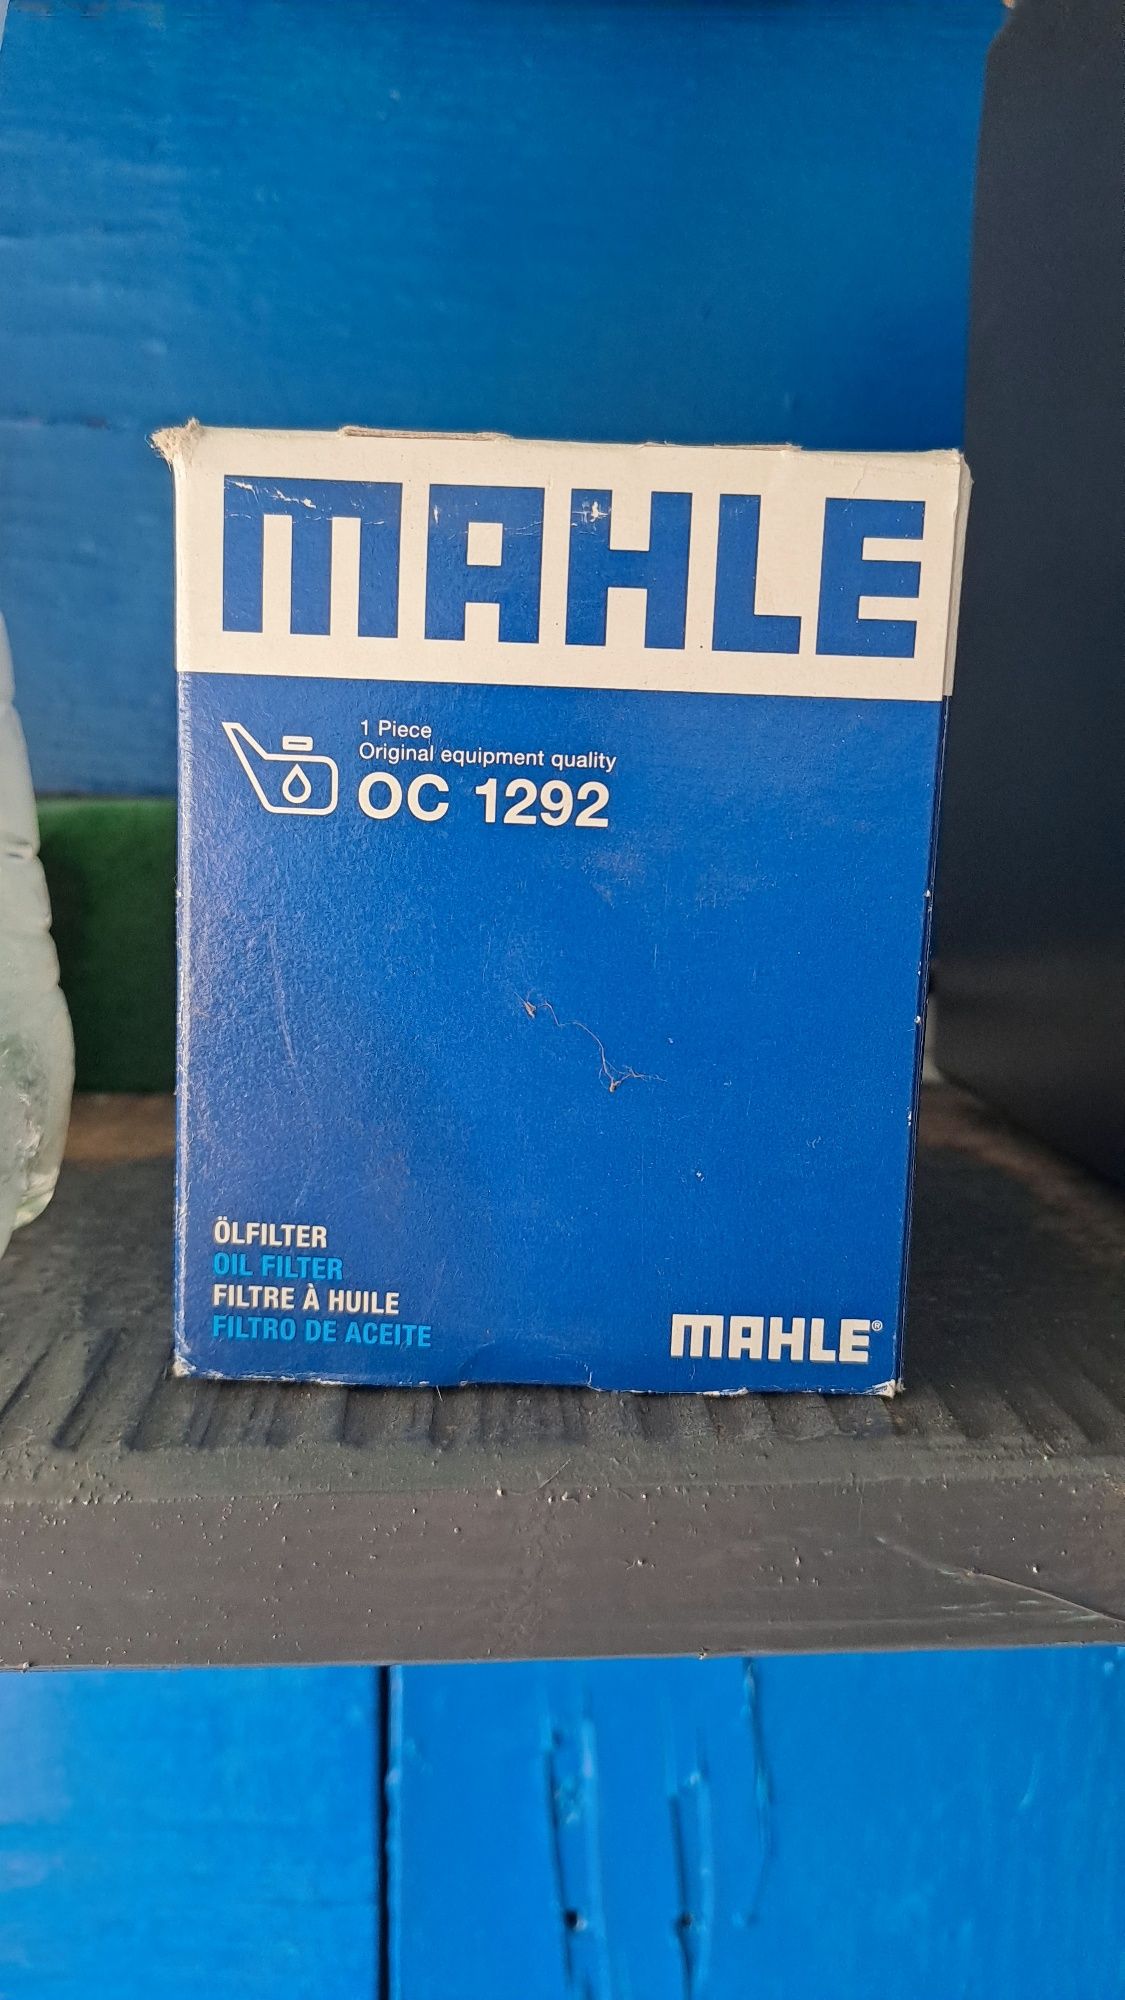 MAHLE
1 Piece
Original equipment quality
OC 1292
ÖLFILTER
OIL FILTER
FILTRE À HUILE
FILTRO DE ACEITE
MAHLE®